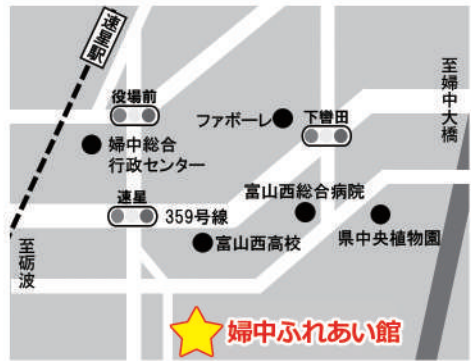 速星駅
役場前
婦中総合
行政センター
ファボーレ
下轡田
至婦中大橋
速星
359号線
富山西総合病院
富山西高校
県中央植物園
至砺波
婦中ふれあい館